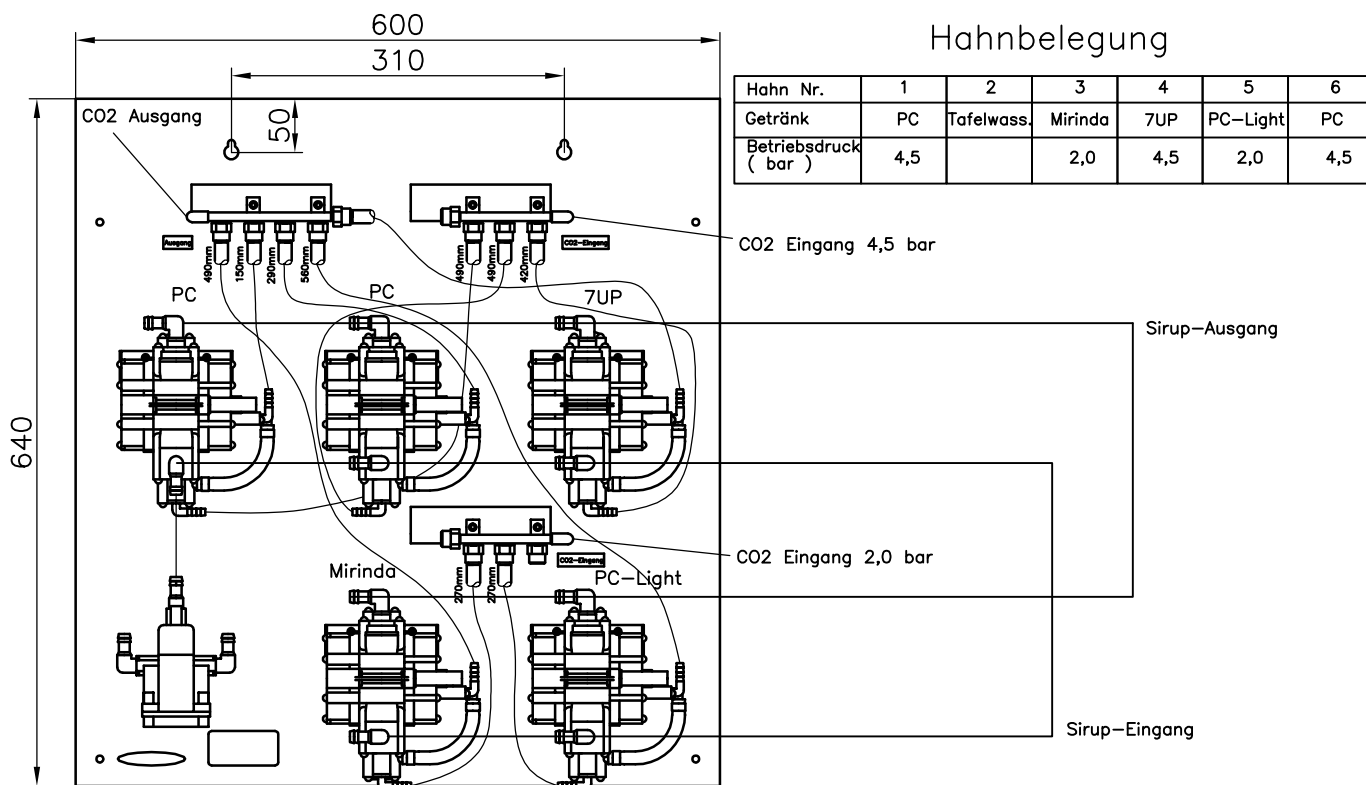 600
Hahnbelegung
310
Hahn Nr. 1 2 3 4 5 6
Getränk PC Tafelwass. Mirinda 7UP PC-Light PC
Betriebsdruck
( bar ) 4,5 2,0 4,5 2,0 4,5
CO2 Ausgang
50
Ausgang
CO2-Eingang
CO2 Eingang 4,5 bar
490mm
150mm
290mm
560mm
490mm
490mm
420mm
PC
PC
7UP
Sirup-Ausgang
640
CO2-Eingang
CO2 Eingang 2,0 bar
Mirinda
270mm
270mm
PC-Light
Sirup-Eingang